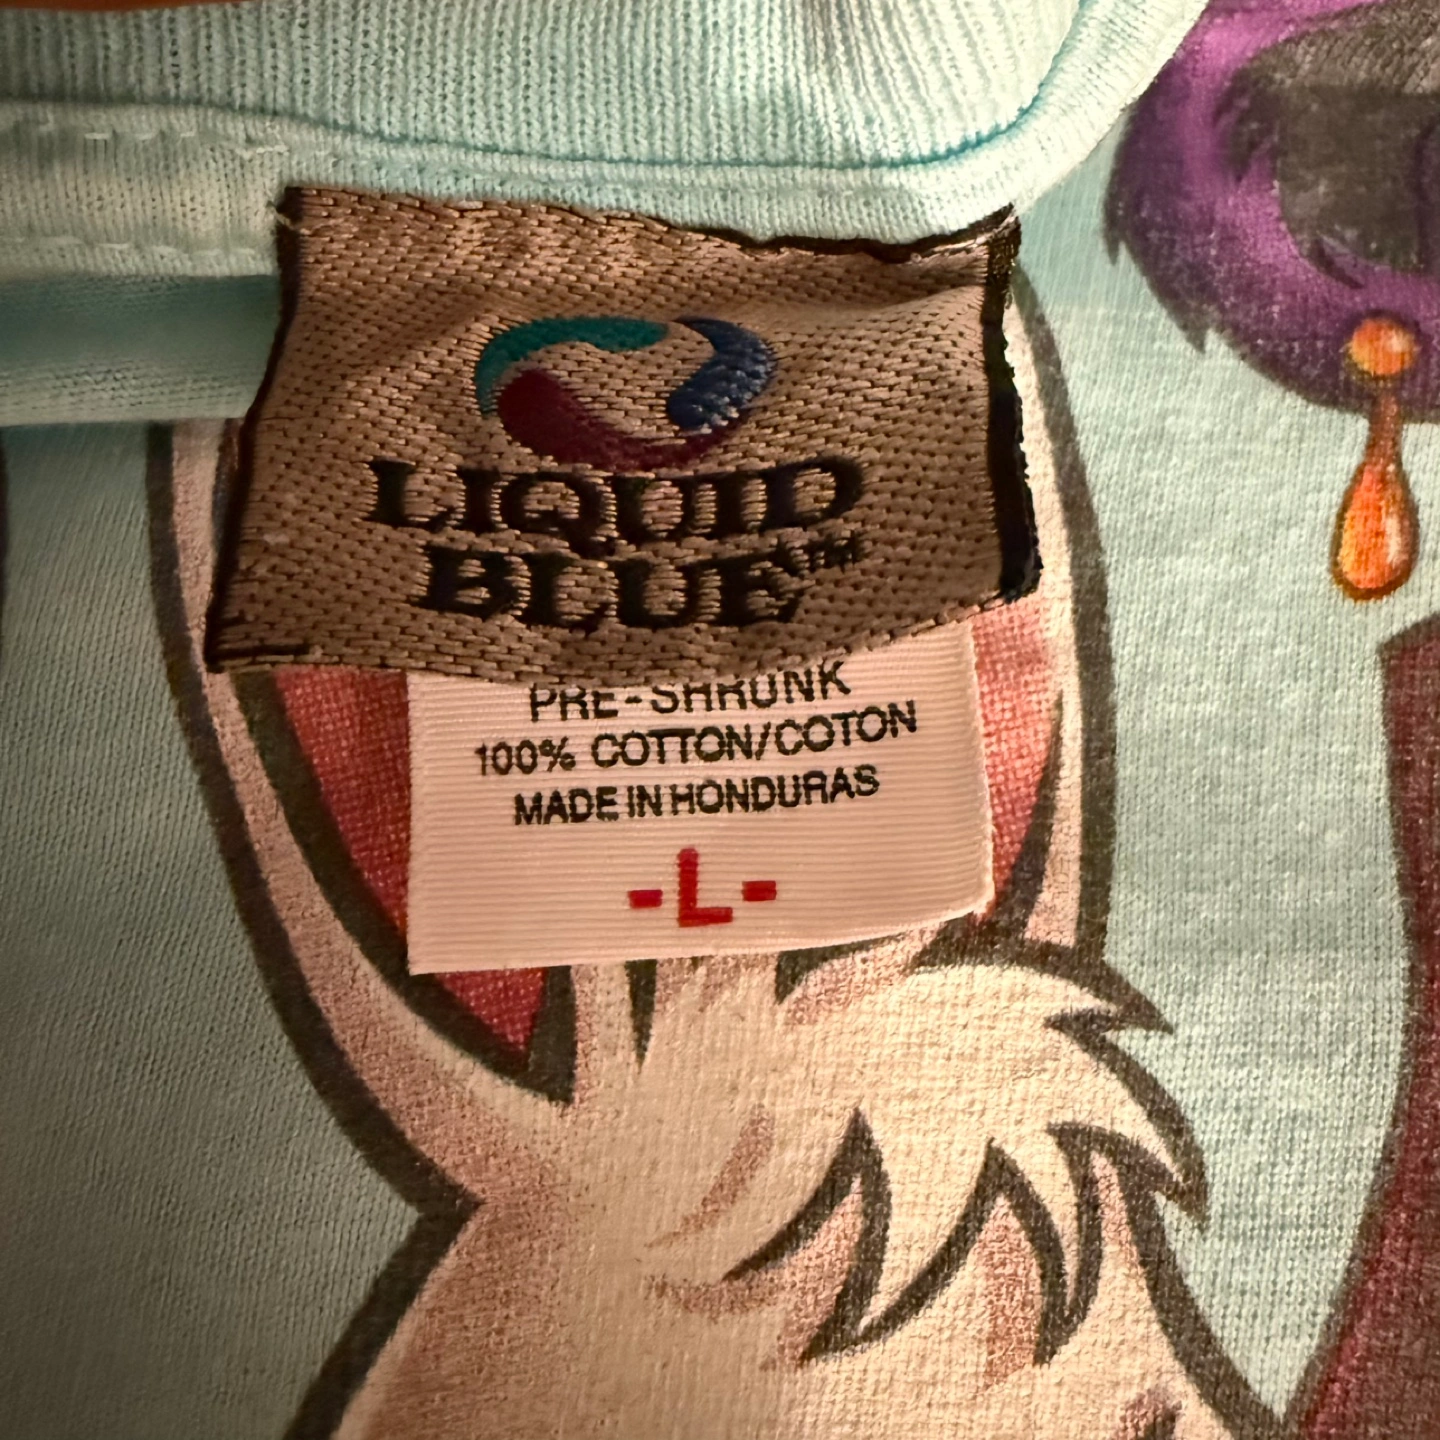 LIQUID
BLUE™
PRE-SHRUNK
100% COTTON/COTON
MADE IN HONDURAS
-L-